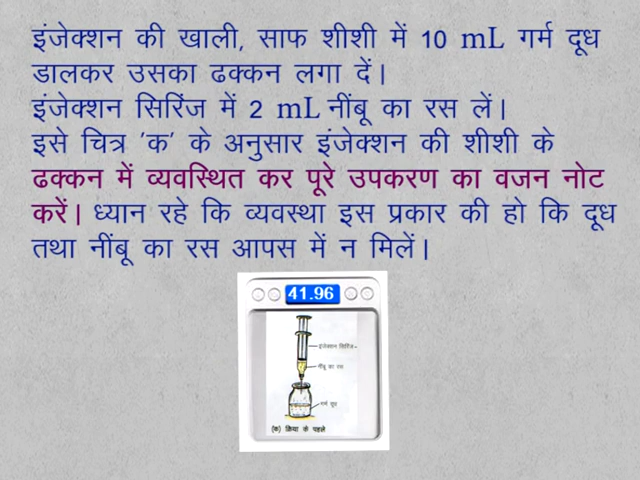 इंजेक्शन की खाली, साफ शीशी में 10 mL गर्म दूध
डालकर उसका ढक्कन लगा दें।
इंजेक्शन सिरिंज में 2 mL नींबू का रस लें।
इसे चित्र 'क' के अनुसार इंजेक्शन की शीशी के
ढक्कन में व्यवस्थित कर पूरे उपकरण का वजन नोट
करें। ध्यान रहे कि व्यवस्था इस प्रकार की हो कि दूध
तथा नींबू का रस आपस में न मिलें।
41.96
इंजेक्शन सिरिंज
नींबू का रस
गर्म दूध
(क) क्रिया के पहले